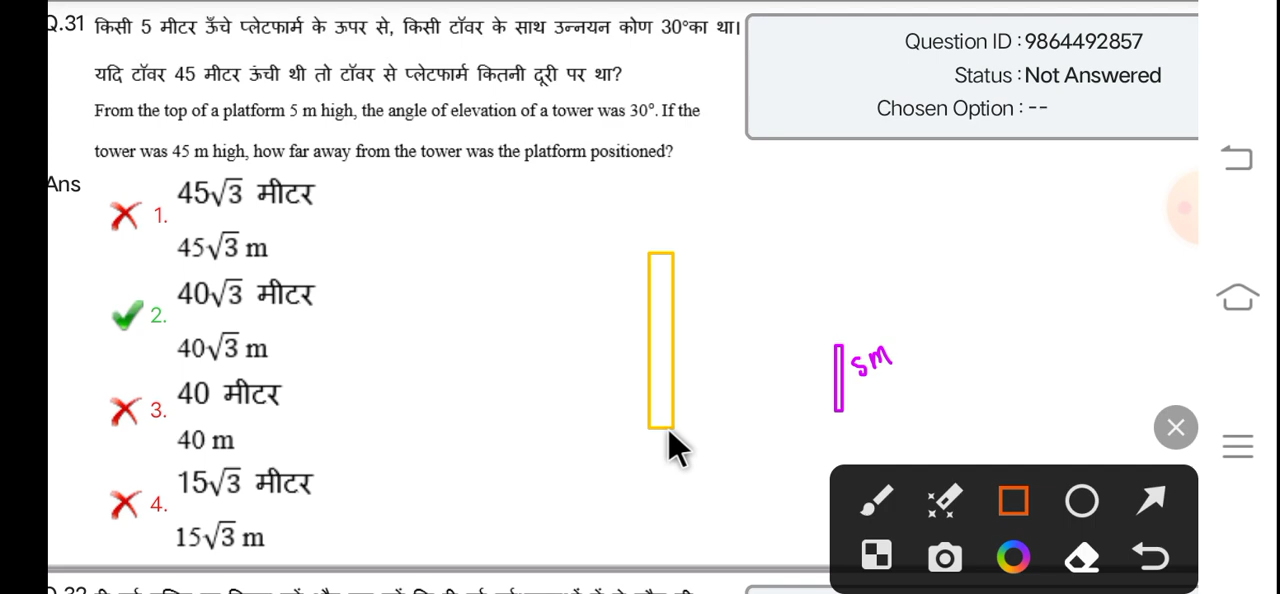 Q.31 किसी 5 मीटर ऊँचे प्लेटफार्म के ऊपर से, किसी टॉवर के साथ उन्नयन कोण 30°का था।
यदि टॉवर 45 मीटर ऊंची थी तो टॉवर से प्लेटफार्म कितनी दूरी पर था?
From the top of a platform 5 m high, the angle of elevation of a tower was 30°. If the
tower was 45 m high, how far away from the tower was the platform positioned?
Question ID : 9864492857
Status : Not Answered
Chosen Option : --
Ans
1. 45√3 मीटर
45√3 m
2. 40√3 मीटर
40√3 m
3. 40 मीटर
40 m
4. 15√3 मीटर
15√3 m
5m